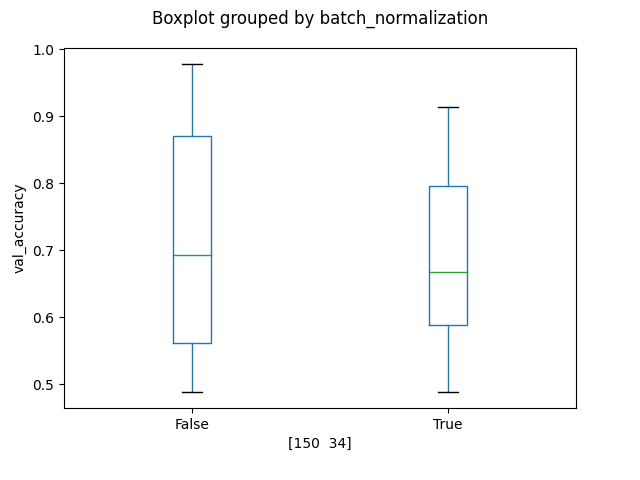 Boxplot grouped by batch_normalization
1.0
0.9
0.8
0.7
0.6
0.5
val_accuracy
False True
[150  34]